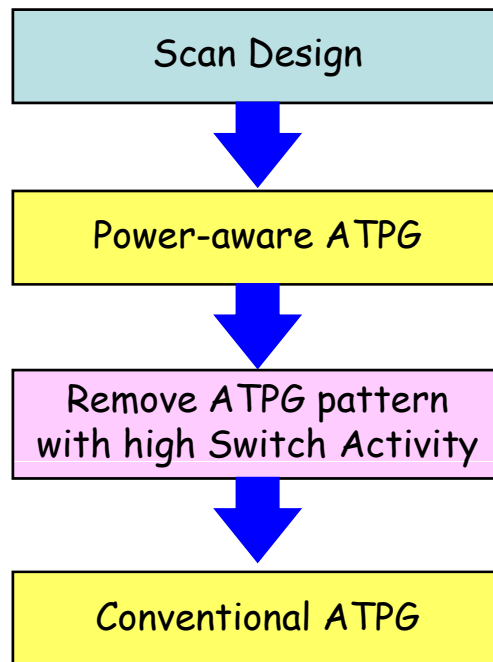 Scan Design
Power-aware ATPG
Remove ATPG pattern
with high Switch Activity
Conventional ATPG